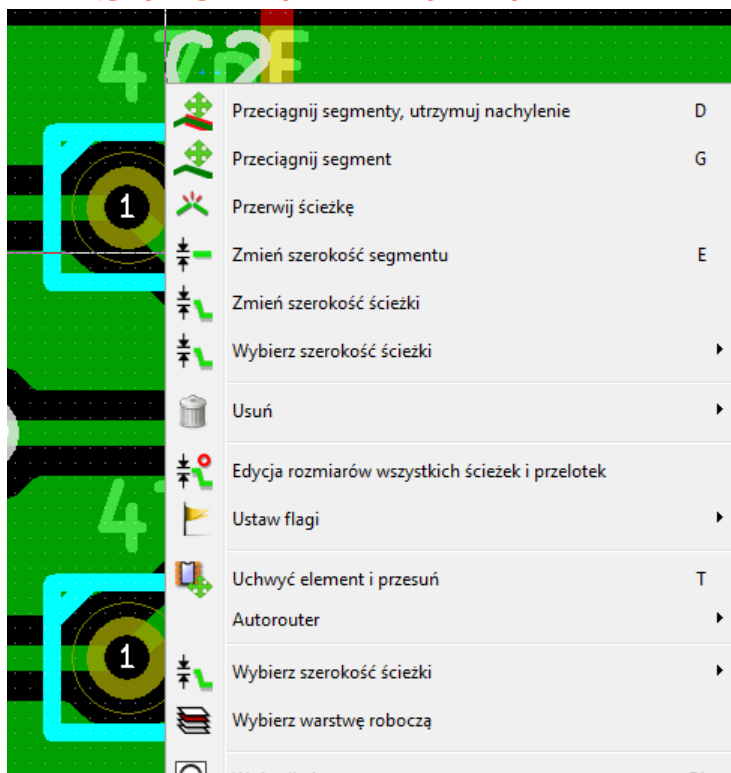 C2F
Przeciągnij segmenty, utrzymuj nachylenie D
Przeciągnij segment G
Przerwij ścieżkę
Zmień szerokość segmentu E
Zmień szerokość ścieżki
Wybierz szerokość ścieżki
Usuń
Edycja rozmiarów wszystkich ścieżek i przelotek
Ustaw flagi
Uchwyć element i przesuń T
Autorouter
Wybierz szerokość ścieżki
Wybierz warstwę roboczą
1
1